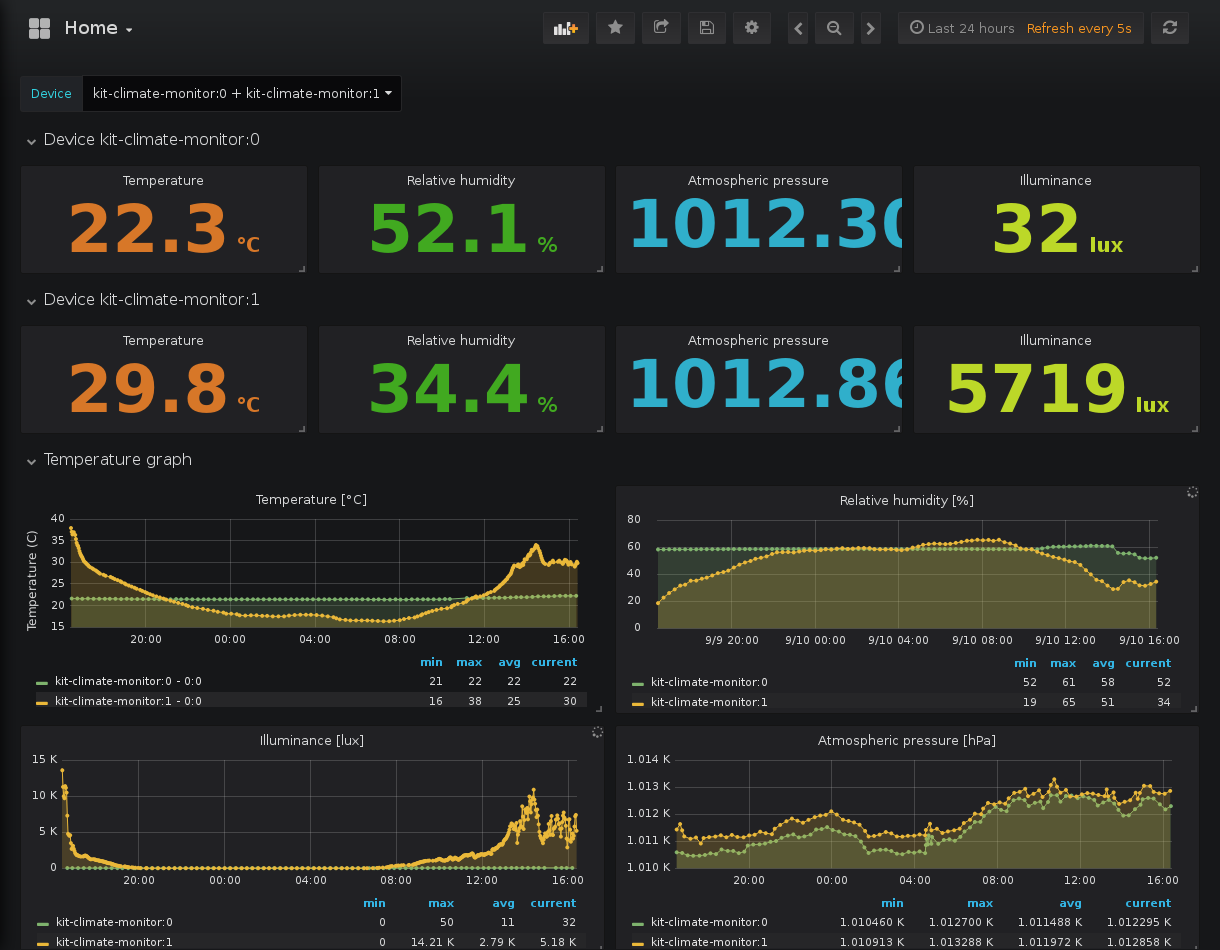 Home
Last 24 hours Refresh every 5s
Device kit-climate-monitor:0 + kit-climate-monitor:1
Device kit-climate-monitor:0
Temperature Relative humidity Atmospheric pressure Illuminance
22.3 °C 52.1 % 1012.30 32 lux
Device kit-climate-monitor:1
Temperature Relative humidity Atmospheric pressure Illuminance
29.8 °C 34.4 % 1012.86 5719 lux
Temperature graph
Temperature [°C]
Temperature (C)
40
35
30
25
20
15
20:00 00:00 04:00 08:00 12:00 16:00
min max avg current
kit-climate-monitor:0 - 0:0 21 22 22 22
kit-climate-monitor:1 - 0:0 16 38 25 30
Relative humidity [%]
80
60
40
20
0
9/9 20:00 9/10 00:00 9/10 04:00 9/10 08:00 9/10 12:00 9/10 16:00
min max avg current
kit-climate-monitor:0 52 61 58 52
kit-climate-monitor:1 19 65 51 34
Illuminance [lux]
15 K
10 K
5 K
0
20:00 00:00 04:00 08:00 12:00 16:00
min max avg current
kit-climate-monitor:0 0 50 11 32
kit-climate-monitor:1 0 14.21 K 2.79 K 5.18 K
Atmospheric pressure [hPa]
1.014 K
1.013 K
1.012 K
1.011 K
1.010 K
20:00 00:00 04:00 08:00 12:00 16:00
min max avg current
kit-climate-monitor:0 1.010460 K 1.012700 K 1.011488 K 1.012295 K
kit-climate-monitor:1 1.010913 K 1.013288 K 1.011972 K 1.012858 K